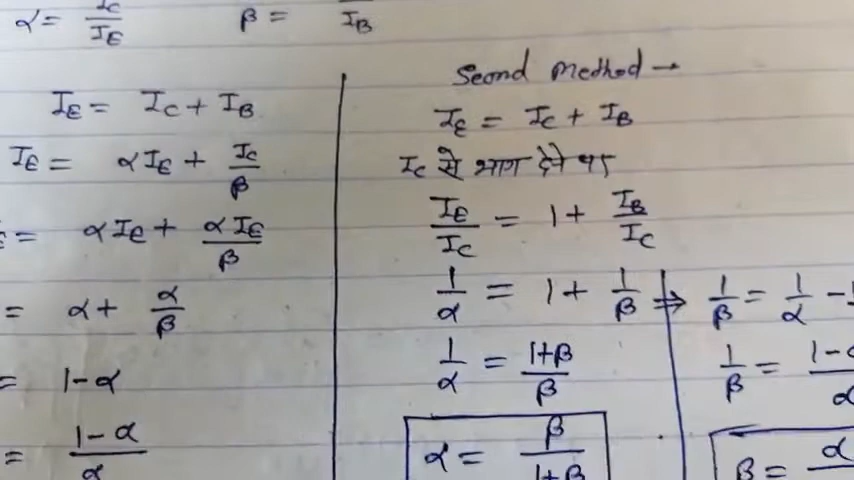 α = Ic/IE β = /IB
IE = Ic + IB
IE = αIE + Ic/β
= αIE + αIE/β
= α + α/β
= 1-α
= 1-α/α
Seond method →
IE = Ic + IB
Ic से भाग देने पर
IE/Ic = 1 + IB/Ic
1/α = 1 + 1/β ⇒
1/α = 1+β/β
α = β/1+β
1/β = 1/α -
1/β = 1-/α
β = α/